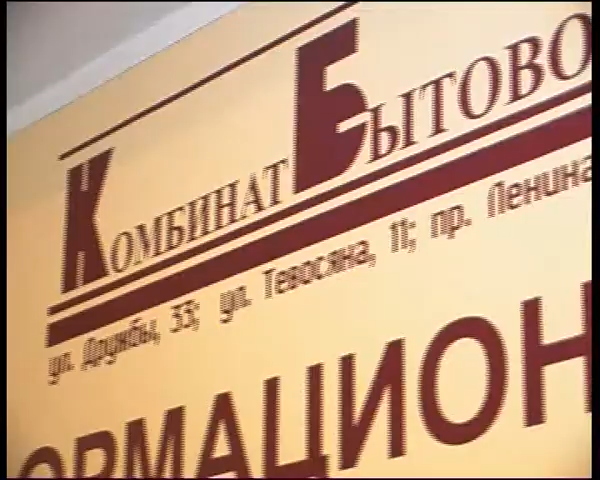 Комбинат Бытово
ул. Дружбы, 33; ул. Тевосяна, 11; пр. Ленина
ОРМАЦИОН